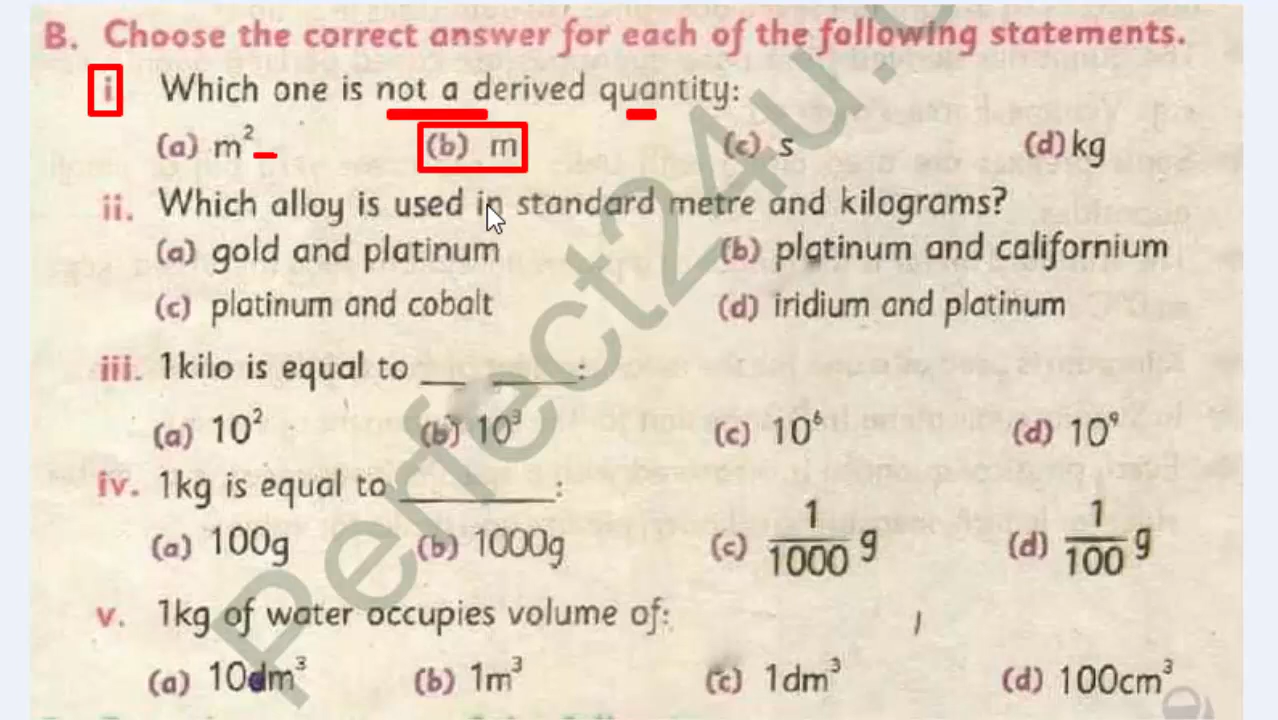 B. Choose the correct answer for each of the following statements.
i Which one is not a derived quantity:
(a) m² (b) m (c) s (d) kg
ii. Which alloy is used in standard metre and kilograms?
(a) gold and platinum (b) platinum and californium
(c) platinum and cobalt (d) iridium and platinum
iii. 1kilo is equal to __ ____:
(a) 10² (b) 10³ (c) 10⁶ (d) 10⁹
iv. 1kg is equal to ________:
(a) 100g (b) 1000g (c) 1/1000 g (d) 1/100 g
v. 1kg of water occupies volume of:
(a) 10dm³ (b) 1m³ (c) 1dm³ (d) 100cm³
Perfect24u.p